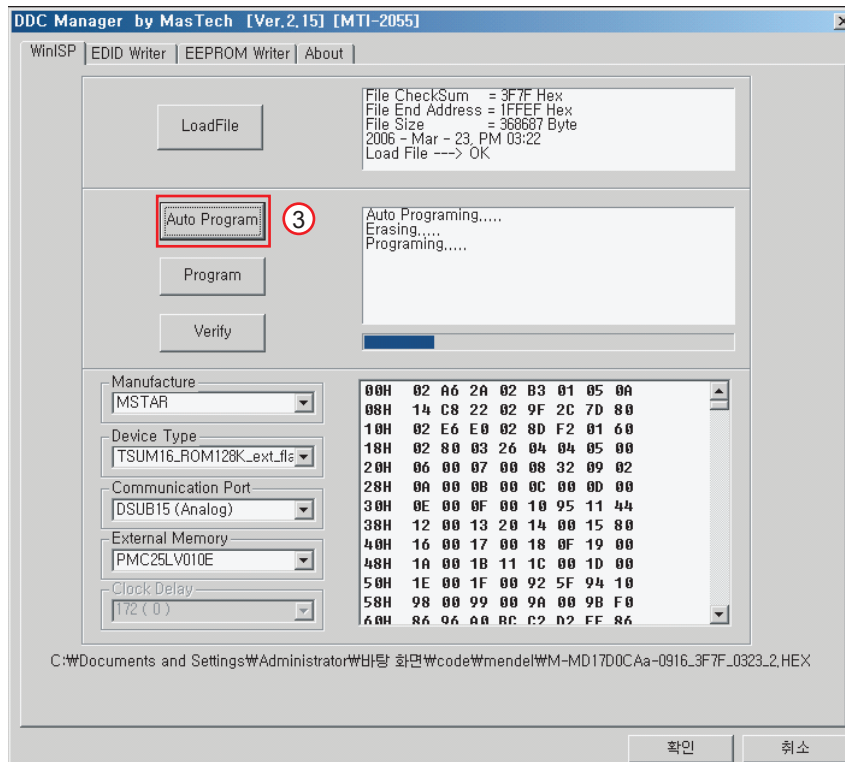 DDC Manager by MasTech [Ver,2,15] [MTI-2055]
WinISP EDID Writer EEPROM Writer About
LoadFile
File CheckSum = 3F7F Hex
File End Address = 1FFEF Hex
File Size = 368687 Byte
2006 - Mar - 23, PM 03:22
Load File ---> OK
Auto Program
3
Auto Programing,....
Erasing,....
Programing,....
Program
Verify
Manufacture
MSTAR
Device Type
TSUM16_ROM128K_ext_fla
Communication Port
DSUB15 (Analog)
External Memory
PMC25LV010E
Clock Delay
172 ( 0 )
00H 02 A6 2A 02 B3 01 05 0A
08H 14 C8 22 02 9F 2C 7D 80
10H 02 E6 E0 02 8D F2 01 60
18H 02 80 03 26 04 04 05 00
20H 06 00 07 00 08 32 09 02
28H 0A 00 0B 00 0C 00 0D 00
30H 0E 00 0F 00 10 95 11 44
38H 12 00 13 20 14 00 15 80
40H 16 00 17 00 18 0F 19 00
48H 1A 00 1B 11 1C 00 1D 00
50H 1E 00 1F 00 92 5F 94 10
58H 98 00 99 00 9A 00 9B F0
60H 86 96 A0 BC C2 D2 EE 86
C:₩Documents and Settings₩Administrator₩바탕 화면₩code₩mendel₩M-MD17D0CAa-0916_3F7F_0323_2,HEX
확인
취소